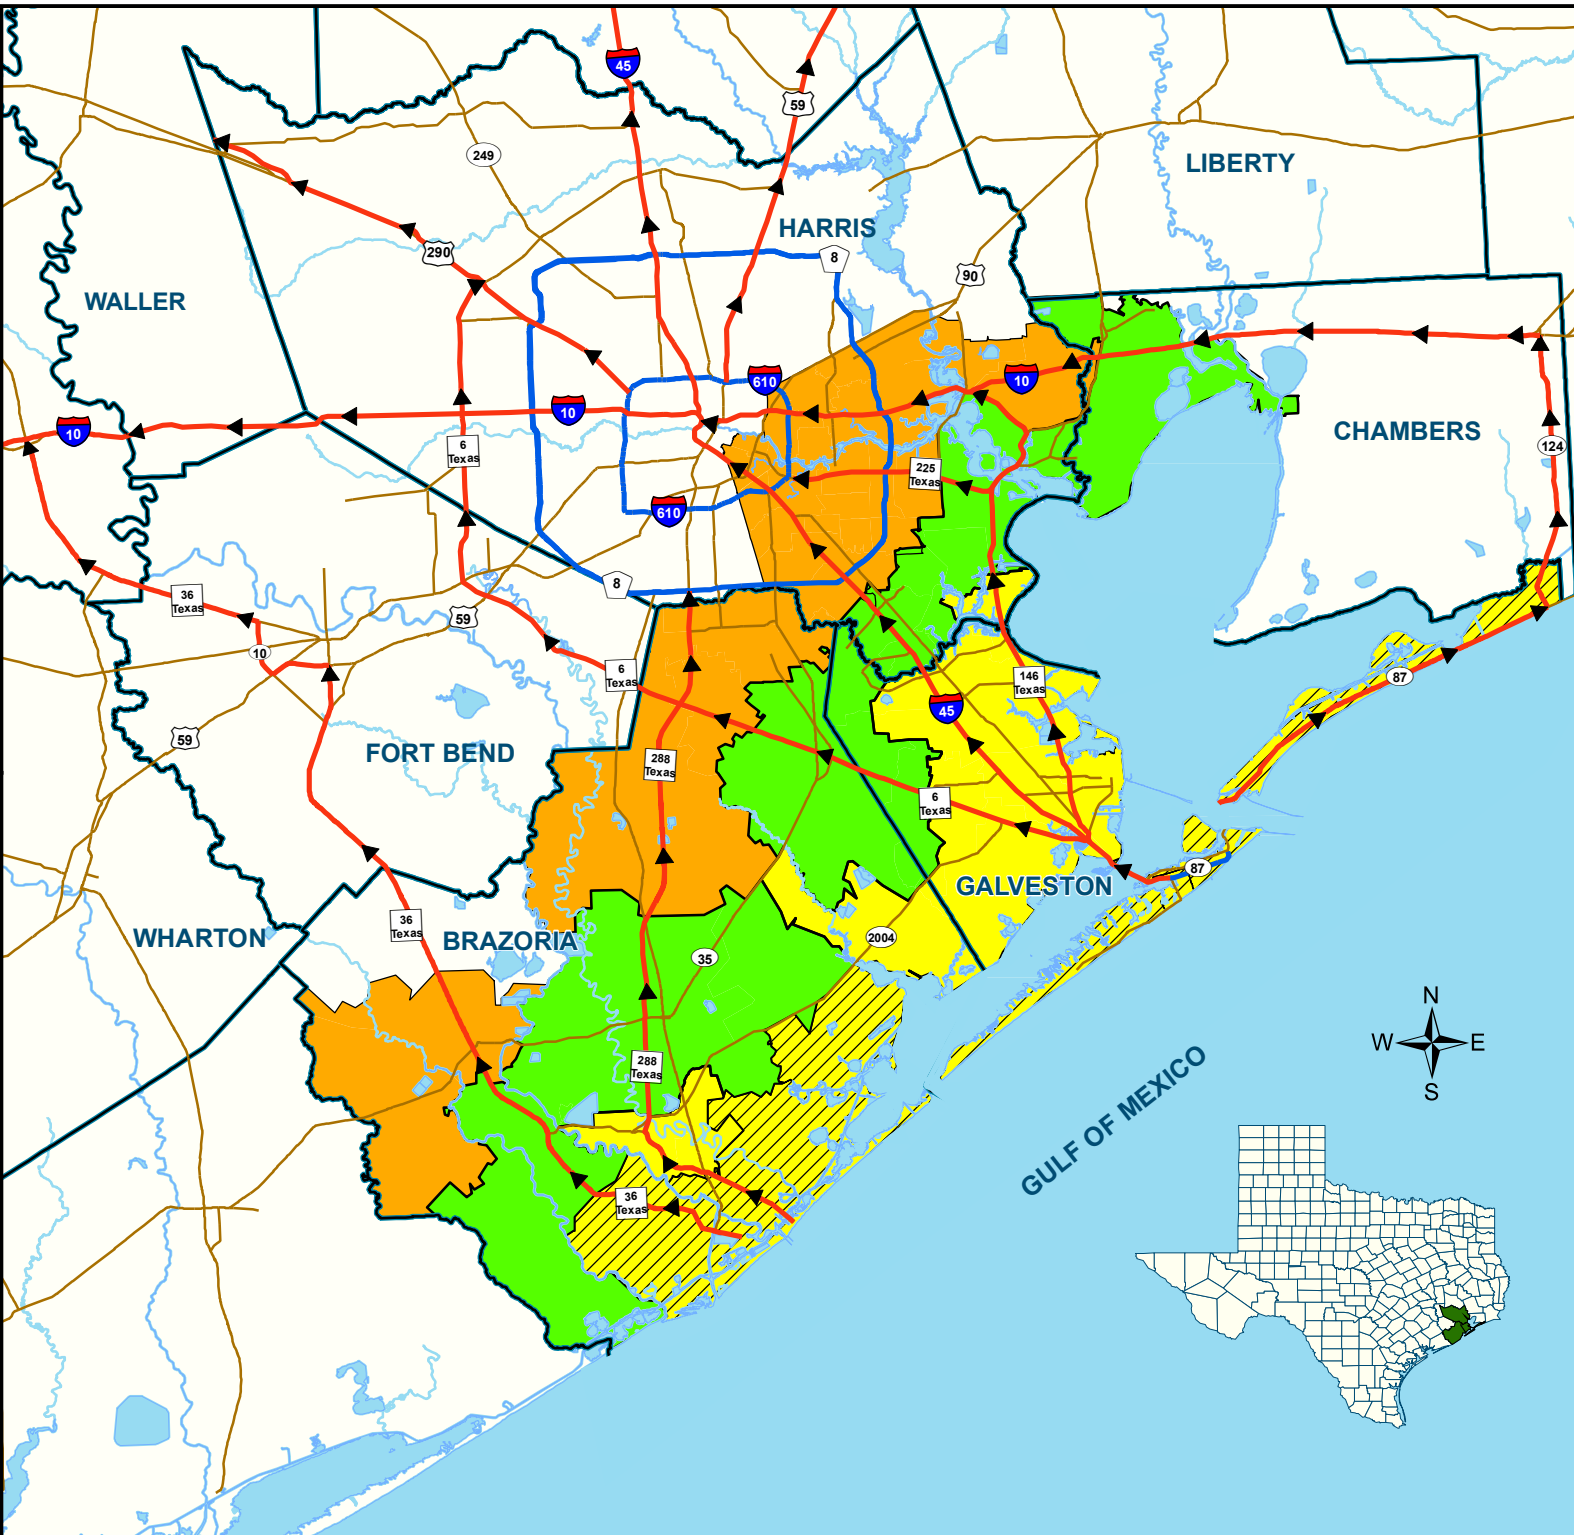 45
59
249
LIBERTY
HARRIS
290
8
90
WALLER
610
10
10
10
CHAMBERS
6
Texas
124
225
Texas
610
8
36
Texas
59
10
6
Texas
146
Texas
87
45
59
FORT BEND
288
Texas
6
Texas
87
GALVESTON
36
Texas
WHARTON
BRAZORIA
2004
35
N
W
E
S
288
Texas
GULF OF MEXICO
36
Texas